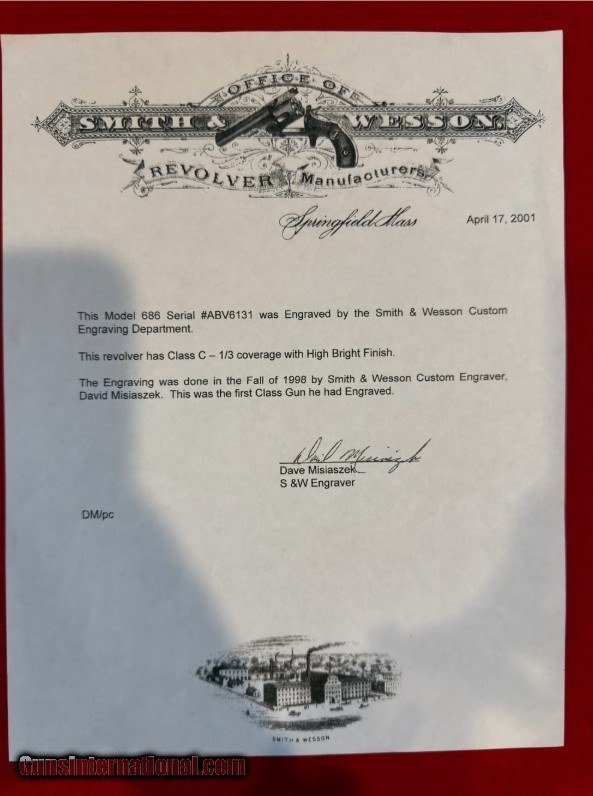 OFFICE OF
SMITH & WESSON,
REVOLVER Manufacturers,
Springfield Mass
April 17, 2001
This Model 686 Serial #ABV6131 was Engraved by the Smith & Wesson Custom
Engraving Department.
This revolver has Class C – 1/3 coverage with High Bright Finish.
The Engraving was done in the Fall of 1998 by Smith & Wesson Custom Engraver,
David Misiaszek. This was the first Class Gun he had Engraved.
Dave Misiaszek
S &W Engraver
DM/pc
SMITH & WESSON
GunsInternational.com